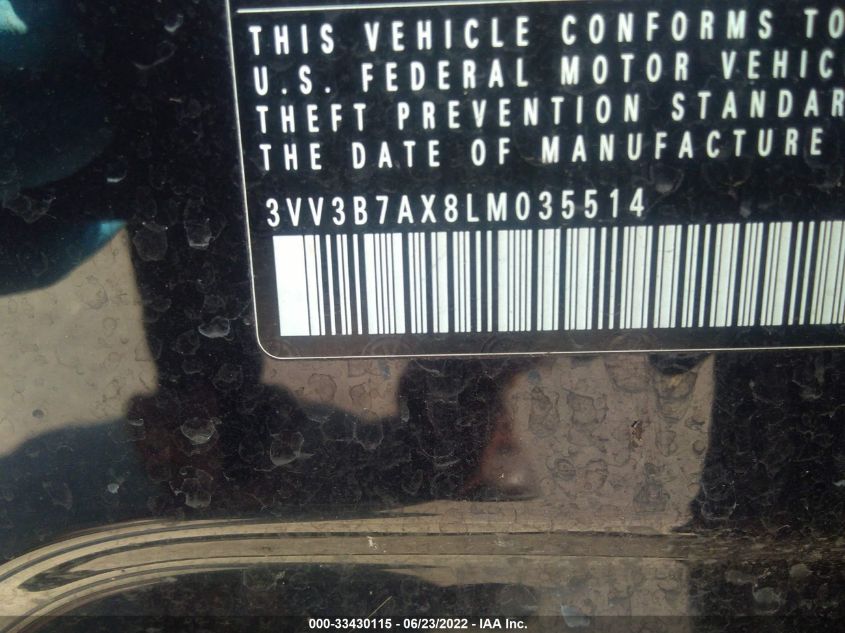 THIS VEHICLE CONFORMS TO
U.S. FEDERAL MOTOR VEHIC
THEFT PREVENTION STANDAR
THE DATE OF MANUFACTURE
3VV3B7AX8LM035514
000-33430115 - 06/23/2022 - IAA Inc.